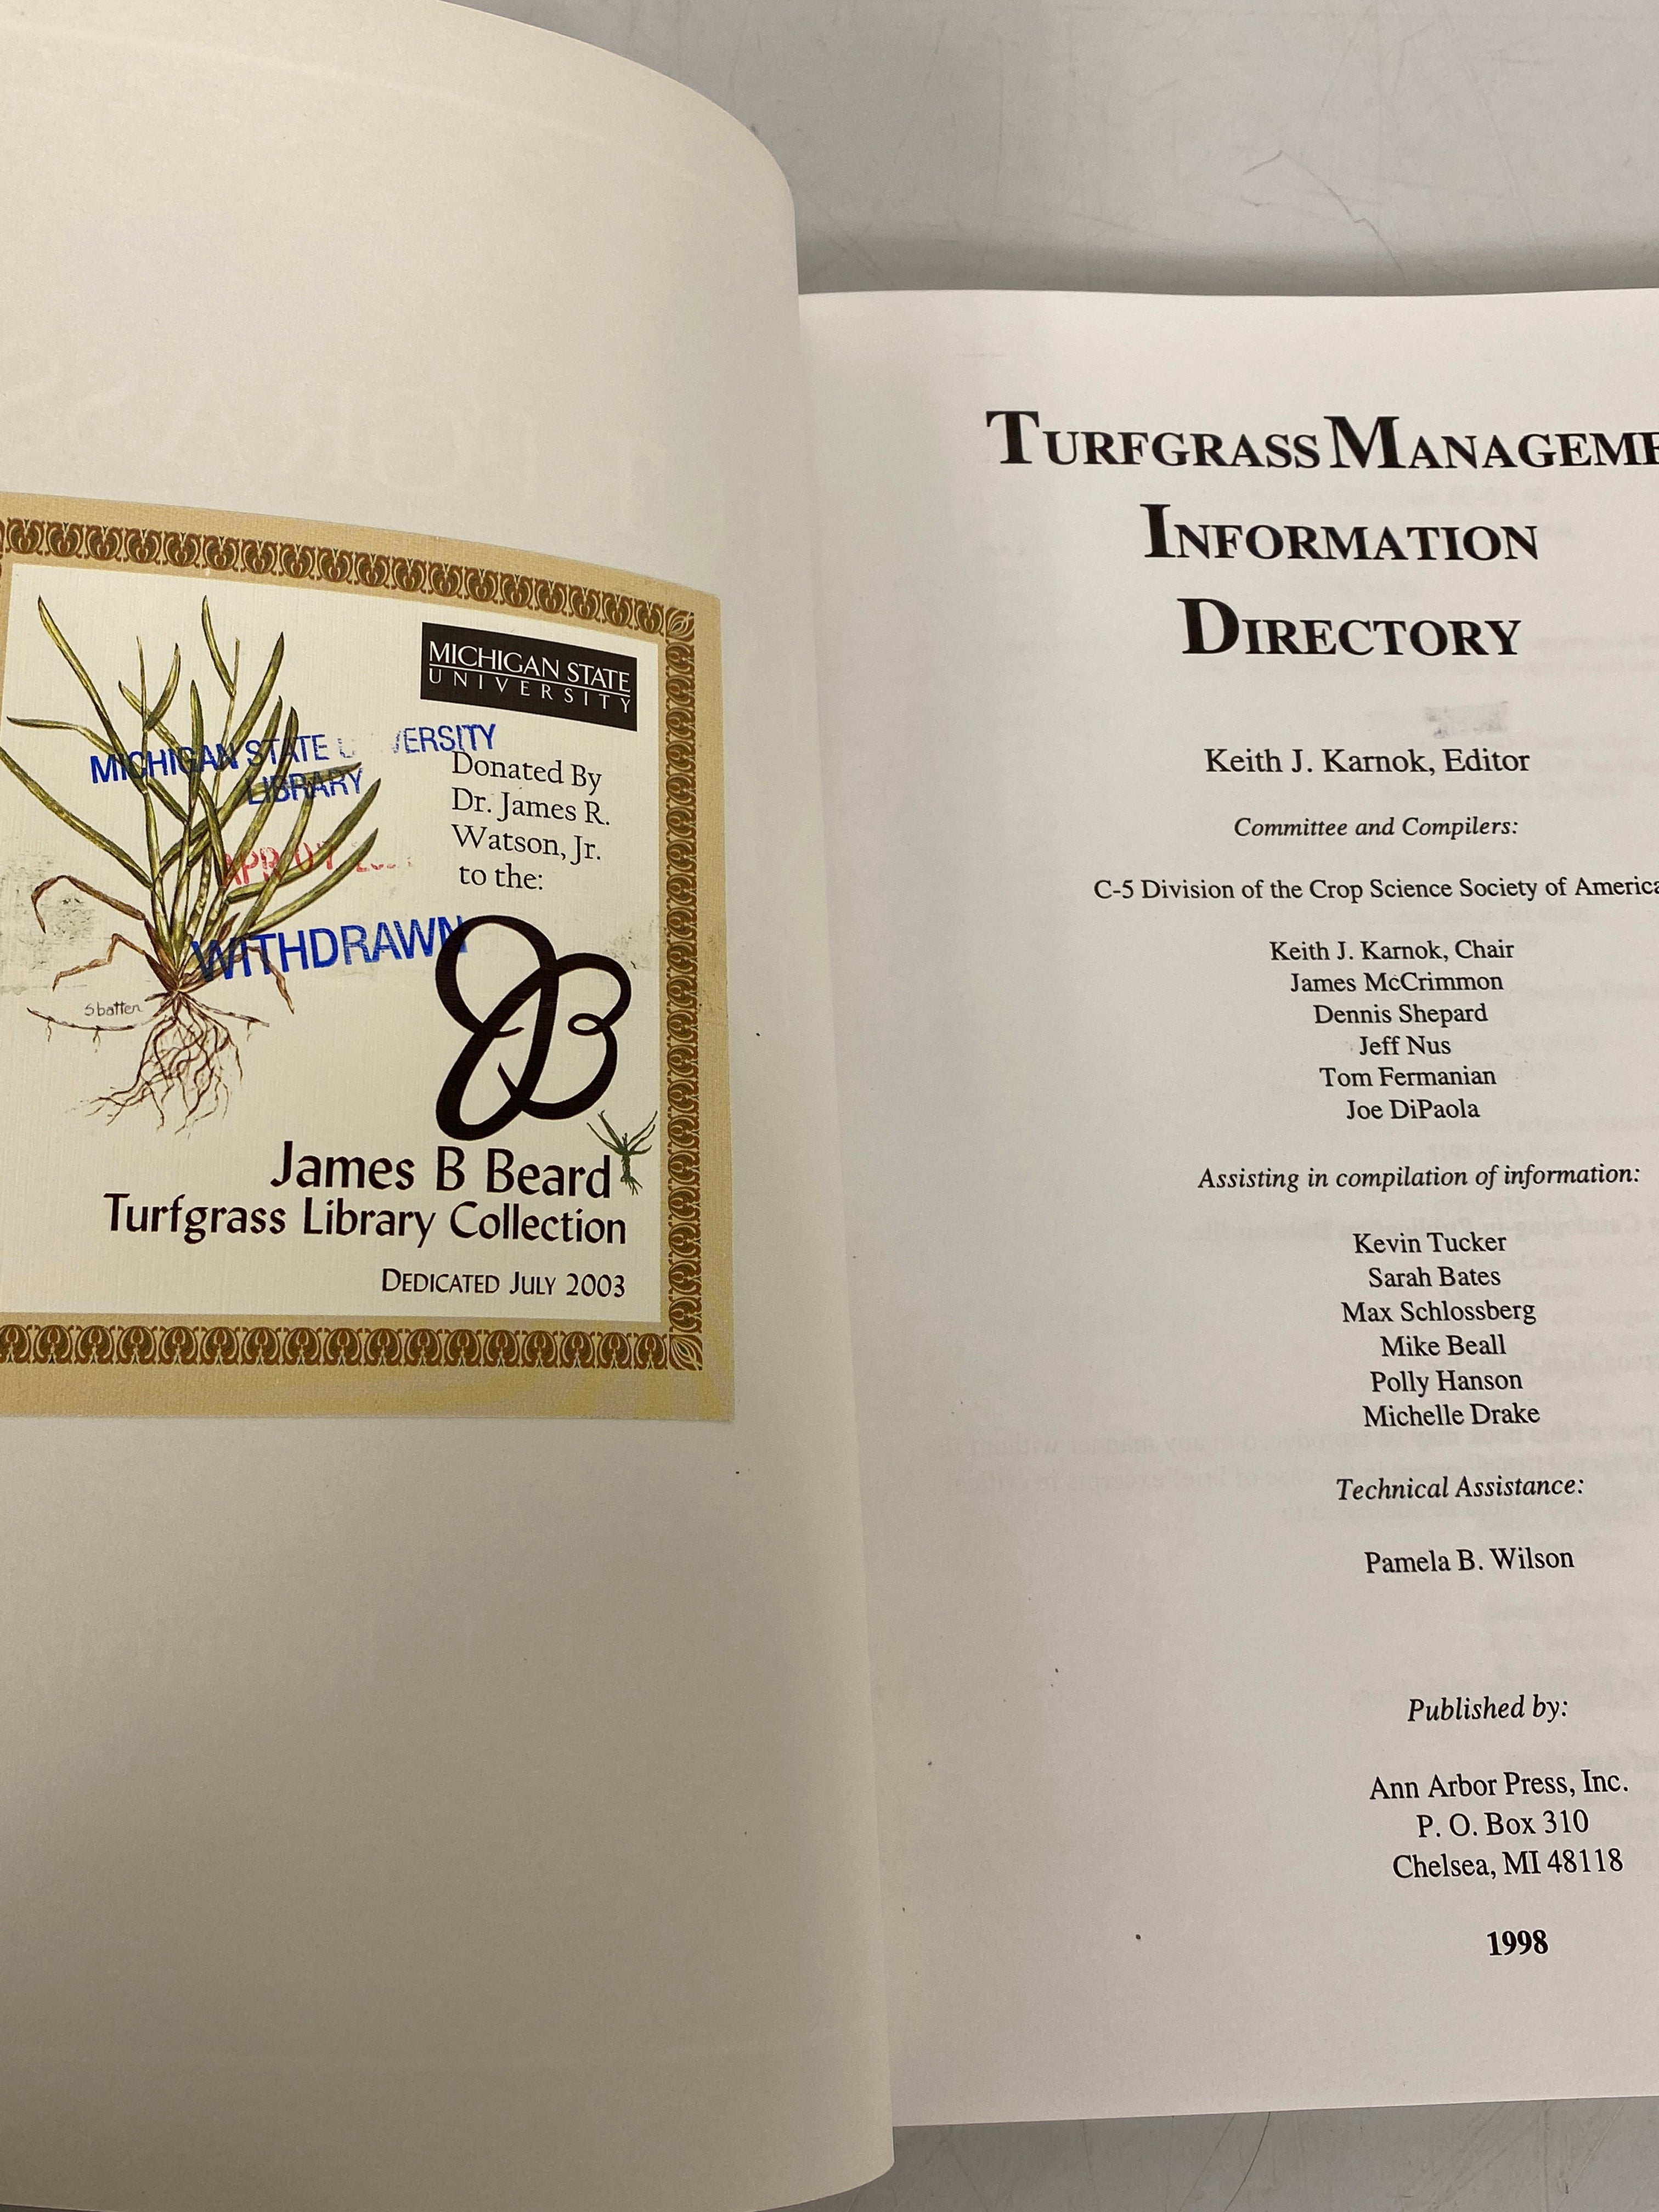 MICHIGAN STATE
UNIVERSITY
MICHIGAN STATE
LIBRARY
Donated By
Dr. James R.
Watson, Jr.
to the:
APR 01
WITHDRAWN
Sbatten
JB
James B Beard
Turfgrass Library Collection
DEDICATED JULY 2003
TURFGRASS
INFORMATION
DIRECTORY
Keith J. Karnok, Editor
Committee and Compilers:
C-5 Division of the Crop Science Society of America
Keith J. Karnok, Chair
James McCrimmon
Dennis Shepard
Jeff Nus
Tom Fermanian
Joe DiPaola
Assisting in compilation of information:
Kevin Tucker
Sarah Bates
Max Schlossberg
Mike Beall
Polly Hanson
Michelle Drake
Technical Assistance:
Pamela B. Wilson
Published by:
Ann Arbor Press, Inc.
P. O. Box 310
Chelsea, MI 48118
1998